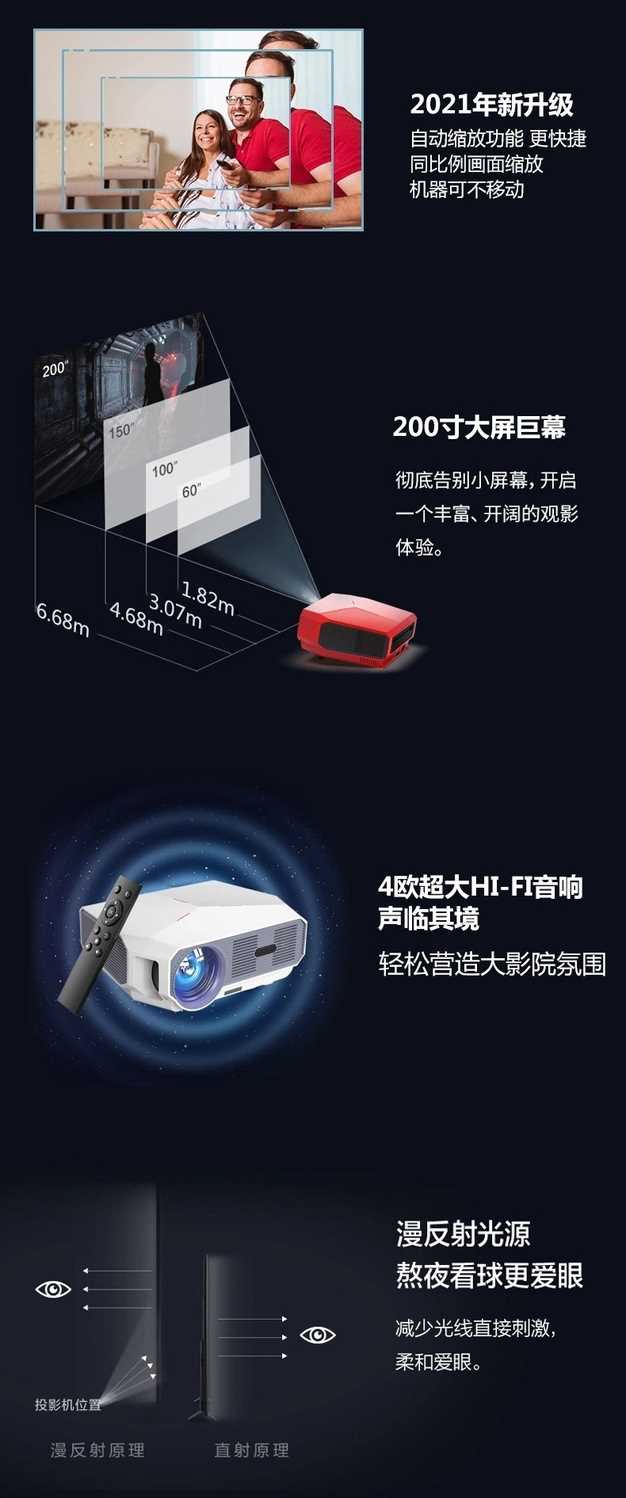 2021年新升级
自动缩放功能 更快捷
同比例画面缩放
机器可不移动
200"
150"
100"
60"
1.82m
3.07m
4.68m
6.68m
200寸大屏巨幕
彻底告别小屏幕，开启
一个丰富、开阔的观影
体验。
4欧超大HI-FI音响
声临其境
轻松营造大影院氛围
漫反射光源
熬夜看球更爱眼
减少光线直接刺激，
柔和爱眼。
投影机位置
漫反射原理
直射原理